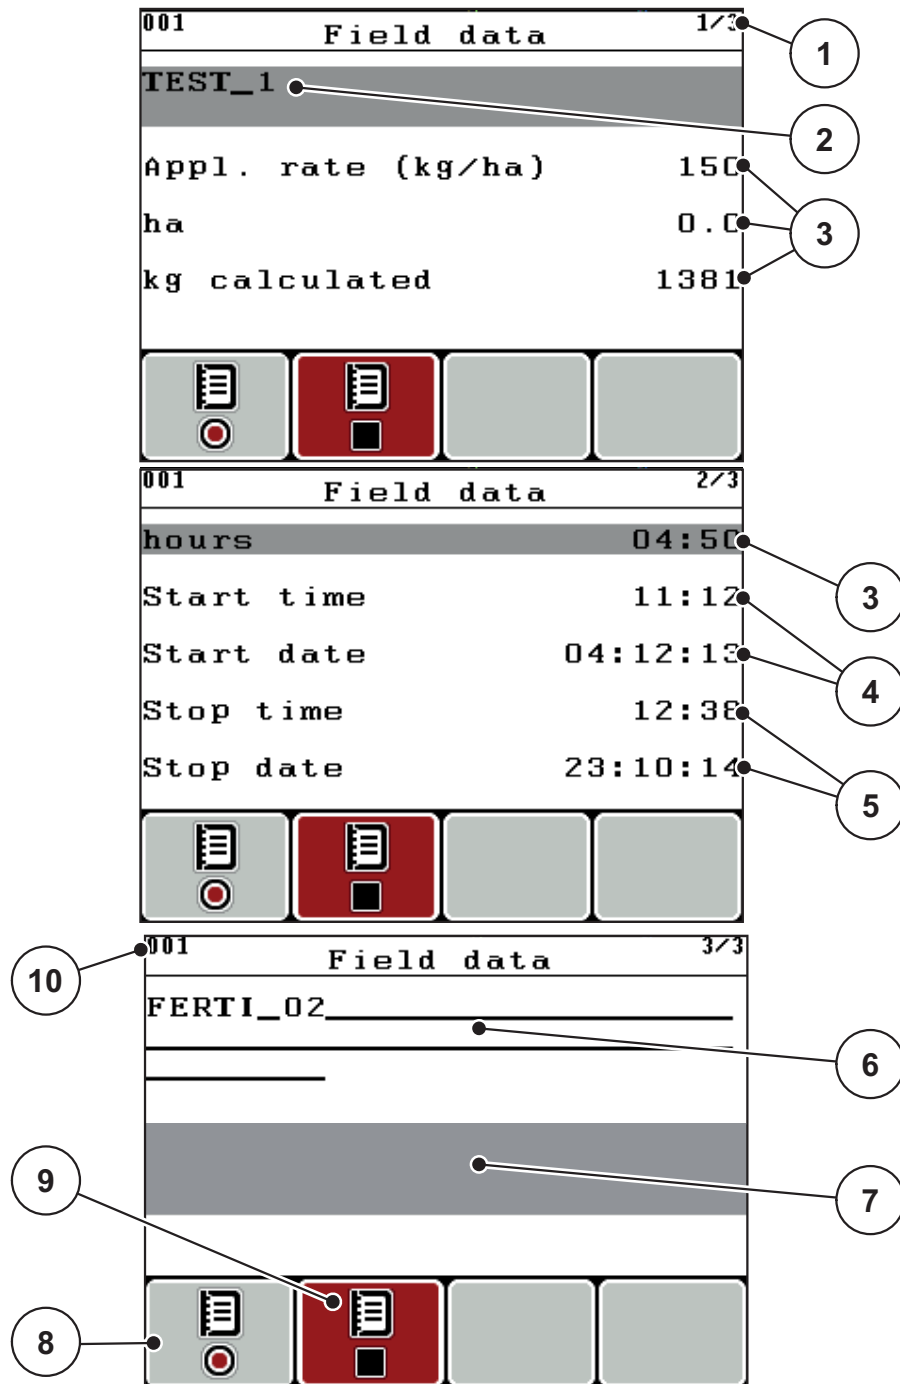 001 Field data 1/3
1
TEST_1
2
Appl. rate (kg/ha) 150
ha 0.0
3
kg calculated 1381
001 Field data 2/3
hours 04:50
3
Start time 11:12
Start date 04:12:13
4
Stop time 12:38
Stop date 23:10:14
5
001 Field data 3/3
10
FERTI_02
6
9
7
8